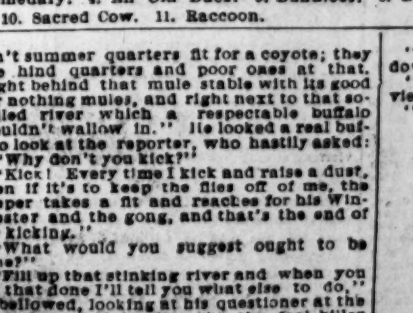 10. Sacred Cow. 11. Raccoon.
't summer quarters fit for a coyote; they
hind quarters and poor ones at that.
ght behind that mule stable with its good
nothing mules, and right next to that so-
lled river which a respectable buffalo
uldn't wallow in." He looked a real buf-
o look at the reporter, who hastily asked:
"Why don't you kick?"
"Kick! Every time I kick and raise a dust,
n if it's to keep the flies off of me, the
per takes a fit and reaches for his Win-
ster and the gong, and that's the end of
kicking."
"What would you suggest ought to be
ne?"
"Fill up that stinking river and when you
that done I'll tell you what else to do,"
bellowed, looking at his questioner at the